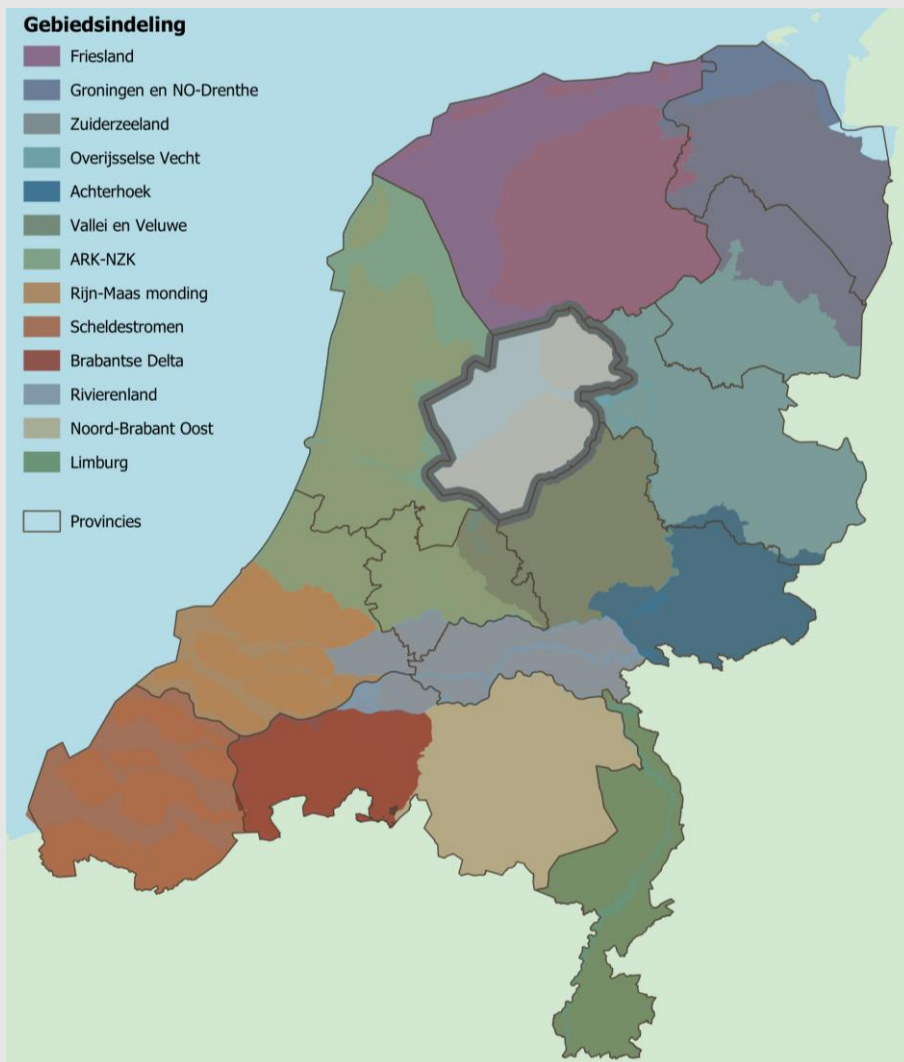 Gebiedsindeling
Friesland
Groningen en NO-Drenthe
Zuiderzeeland
Overijsselse Vecht
Achterhoek
Vallei en Veluwe
ARK-NZK
Rijn-Maas monding
Scheldestromen
Brabantse Delta
Rivierenland
Noord-Brabant Oost
Limburg
Provincies